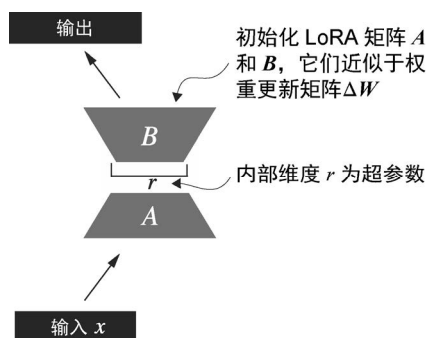 输出
初始化 LoRA 矩阵 A
和 B，它们近似于权
重更新矩阵ΔW
B
r
内部维度 r 为超参数
A
输入 x